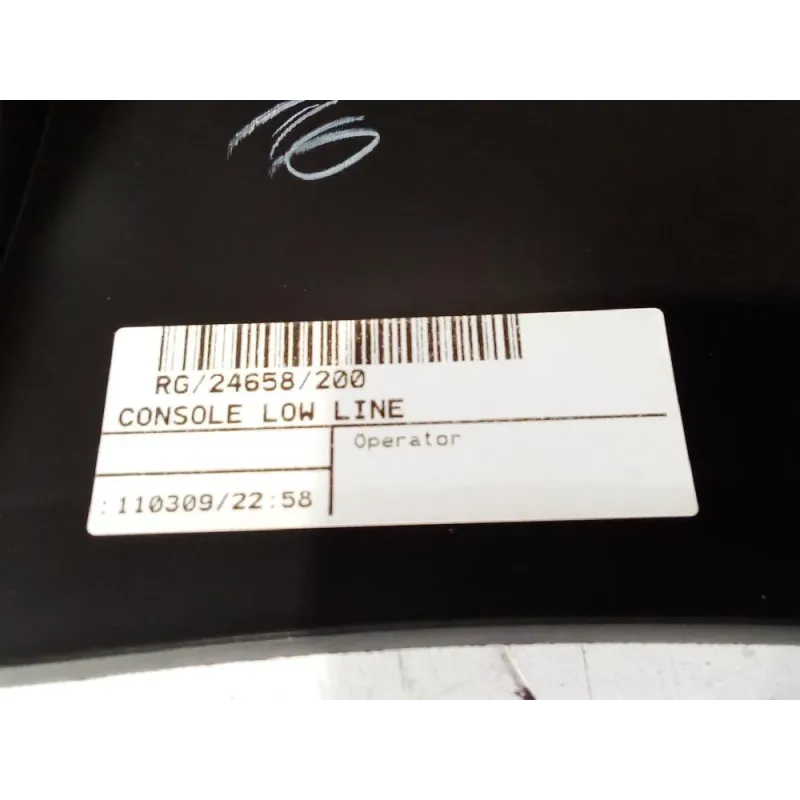 RG/24658/200
CONSOLE LOW LINE
Operator
:110309/22:58